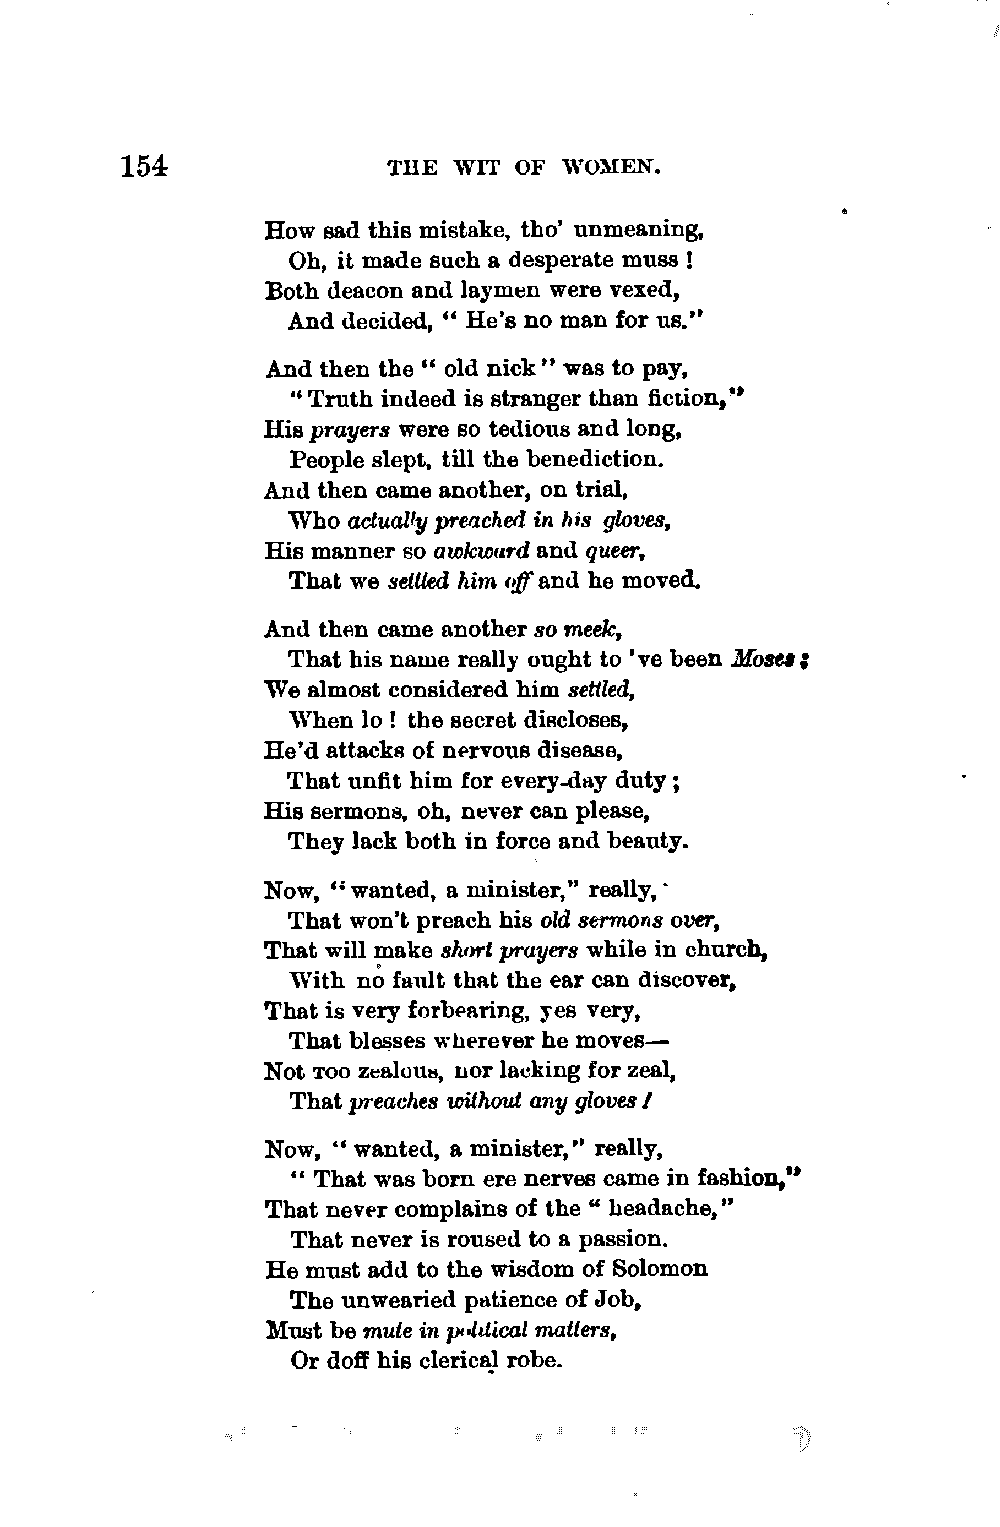 154 THE WIT OF WOMEN.
How sad this mistake, tho' unmeaning,
Oh, it made such a desperate muss !
Both deacon and laymen were vexed,
And decided, " He's no man for us."
And then the " old nick " was to pay,
" Truth indeed is stranger than fiction,"
His prayers were so tedious and long,
People slept, till the benediction.
And then came another, on trial,
Who actually preached in his gloves,
His manner so awkward and queer,
That we settled him off and he moved.
And then came another so meek,
That his name really ought to 've been Moses ;
We almost considered him settled,
When lo ! the secret discloses,
He'd attacks of nervous disease,
That unfit him for every-day duty ;
His sermons, oh, never can please,
They lack both in force and beauty.
Now, " wanted, a minister," really,
That won't preach his old sermons over,
That will make short prayers while in church,
With no fault that the ear can discover,
That is very forbearing, yes very,
That blesses wherever he moves—
Not TOO zealous, nor lacking for zeal,
That preaches without any gloves !
Now, " wanted, a minister," really,
" That was born ere nerves came in fashion,"
That never complains of the " headache,"
That never is roused to a passion.
He must add to the wisdom of Solomon
The unwearied patience of Job,
Must be mute in political matters,
Or doff his clerical robe.